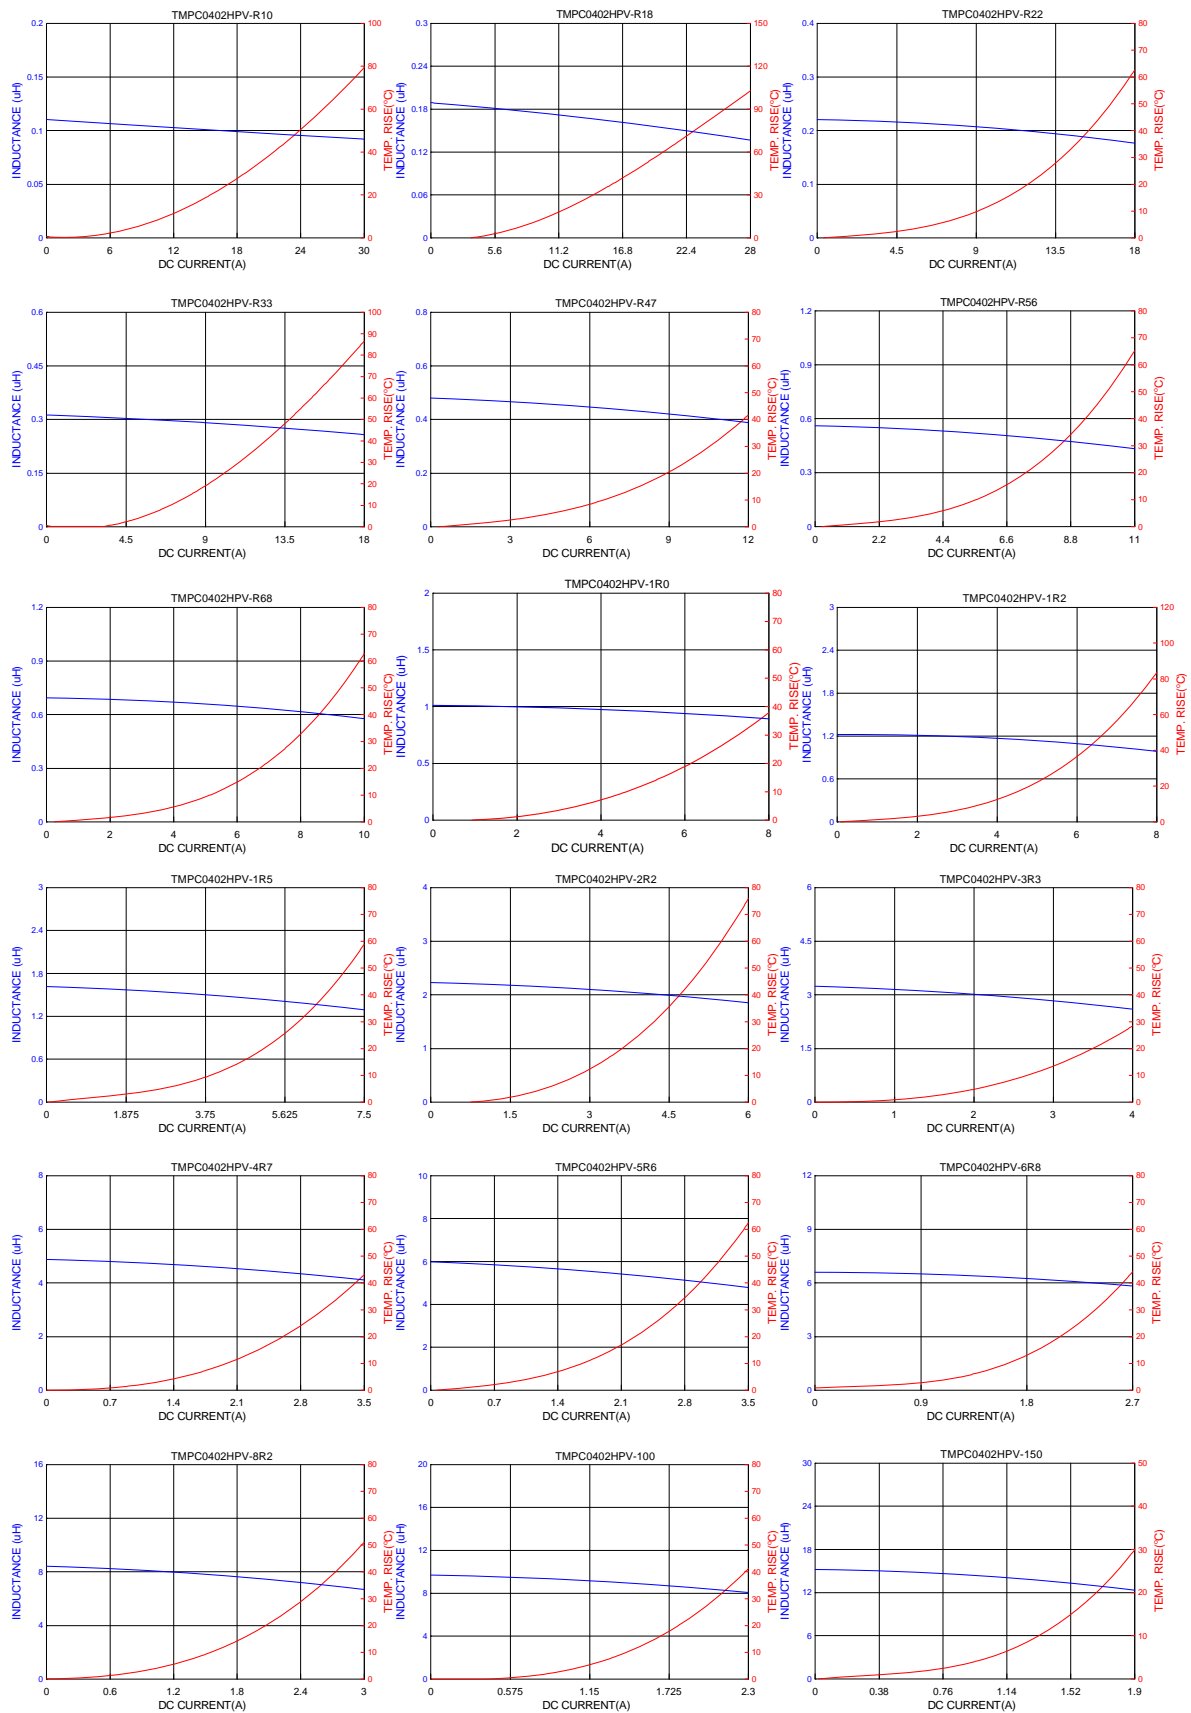 TMPC0402HPV-R10
INDUCTANCE (uH)
0.2
0.15
0.1
0.05
0
100
80
60
40
20
0
TEMP. RISE(°C)
0 6 12 18 24 30
DC CURRENT(A)
TMPC0402HPV-R18
INDUCTANCE (uH)
0.3
0.24
0.18
0.12
0.06
0
150
120
90
60
30
0
TEMP. RISE(°C)
0 5.6 11.2 16.8 22.4 28
DC CURRENT(A)
TMPC0402HPV-R22
INDUCTANCE (uH)
0.4
0.3
0.2
0.1
0
80
70
60
50
40
30
20
10
0
TEMP. RISE(°C)
0 4.5 9 13.5 18
DC CURRENT(A)
TMPC0402HPV-R33
INDUCTANCE (uH)
0.6
0.45
0.3
0.15
0
100
90
80
70
60
50
40
30
20
10
0
TEMP. RISE(°C)
0 4.5 9 13.5 18
DC CURRENT(A)
TMPC0402HPV-R47
INDUCTANCE (uH)
0.8
0.6
0.4
0.2
0
80
70
60
50
40
30
20
10
0
TEMP. RISE(°C)
0 3 6 9 12
DC CURRENT(A)
TMPC0402HPV-R56
INDUCTANCE (uH)
1.2
0.9
0.6
0.3
0
80
70
60
50
40
30
20
10
0
TEMP. RISE(°C)
0 2.2 4.4 6.6 8.8 11
DC CURRENT(A)
TMPC0402HPV-R68
INDUCTANCE (uH)
1.2
0.9
0.6
0.3
0
80
70
60
50
40
30
20
10
0
TEMP. RISE(°C)
0 2 4 6 8 10
DC CURRENT(A)
TMPC0402HPV-1R0
INDUCTANCE (uH)
2
1.5
1
0.5
0
80
70
60
50
40
30
20
10
0
TEMP. RISE(°C)
0 2 4 6 8
DC CURRENT(A)
TMPC0402HPV-1R2
INDUCTANCE (uH)
3
2.4
1.8
1.2
0.6
0
120
100
80
60
40
20
0
TEMP. RISE(°C)
0 2 4 6 8
DC CURRENT(A)
TMPC0402HPV-1R5
INDUCTANCE (uH)
3
2.4
1.8
1.2
0.6
0
80
70
60
50
40
30
20
10
0
TEMP. RISE(°C)
0 1.875 3.75 5.625 7.5
DC CURRENT(A)
TMPC0402HPV-2R2
INDUCTANCE (uH)
4
3
2
1
0
80
70
60
50
40
30
20
10
0
TEMP. RISE(°C)
0 1.5 3 4.5 6
DC CURRENT(A)
TMPC0402HPV-3R3
INDUCTANCE (uH)
6
4.5
3
1.5
0
80
70
60
50
40
30
20
10
0
TEMP. RISE(°C)
0 1 2 3 4
DC CURRENT(A)
TMPC0402HPV-4R7
INDUCTANCE (uH)
8
6
4
2
0
80
70
60
50
40
30
20
10
0
TEMP. RISE(°C)
0 0.7 1.4 2.1 2.8 3.5
DC CURRENT(A)
TMPC0402HPV-5R6
INDUCTANCE (uH)
10
8
6
4
2
0
80
70
60
50
40
30
20
10
0
TEMP. RISE(°C)
0 0.7 1.4 2.1 2.8 3.5
DC CURRENT(A)
TMPC0402HPV-6R8
INDUCTANCE (uH)
12
9
6
3
0
80
70
60
50
40
30
20
10
0
TEMP. RISE(°C)
0 0.9 1.8 2.7
DC CURRENT(A)
TMPC0402HPV-8R2
INDUCTANCE (uH)
16
12
8
4
0
80
70
60
50
40
30
20
10
0
TEMP. RISE(°C)
0 0.6 1.2 1.8 2.4 3
DC CURRENT(A)
TMPC0402HPV-100
INDUCTANCE (uH)
20
16
12
8
4
0
80
70
60
50
40
30
20
10
0
TEMP. RISE(°C)
0 0.575 1.15 1.725 2.3
DC CURRENT(A)
TMPC0402HPV-150
INDUCTANCE (uH)
30
24
18
12
6
0
50
40
30
20
10
0
TEMP. RISE(°C)
0 0.38 0.76 1.14 1.52 1.9
DC CURRENT(A)